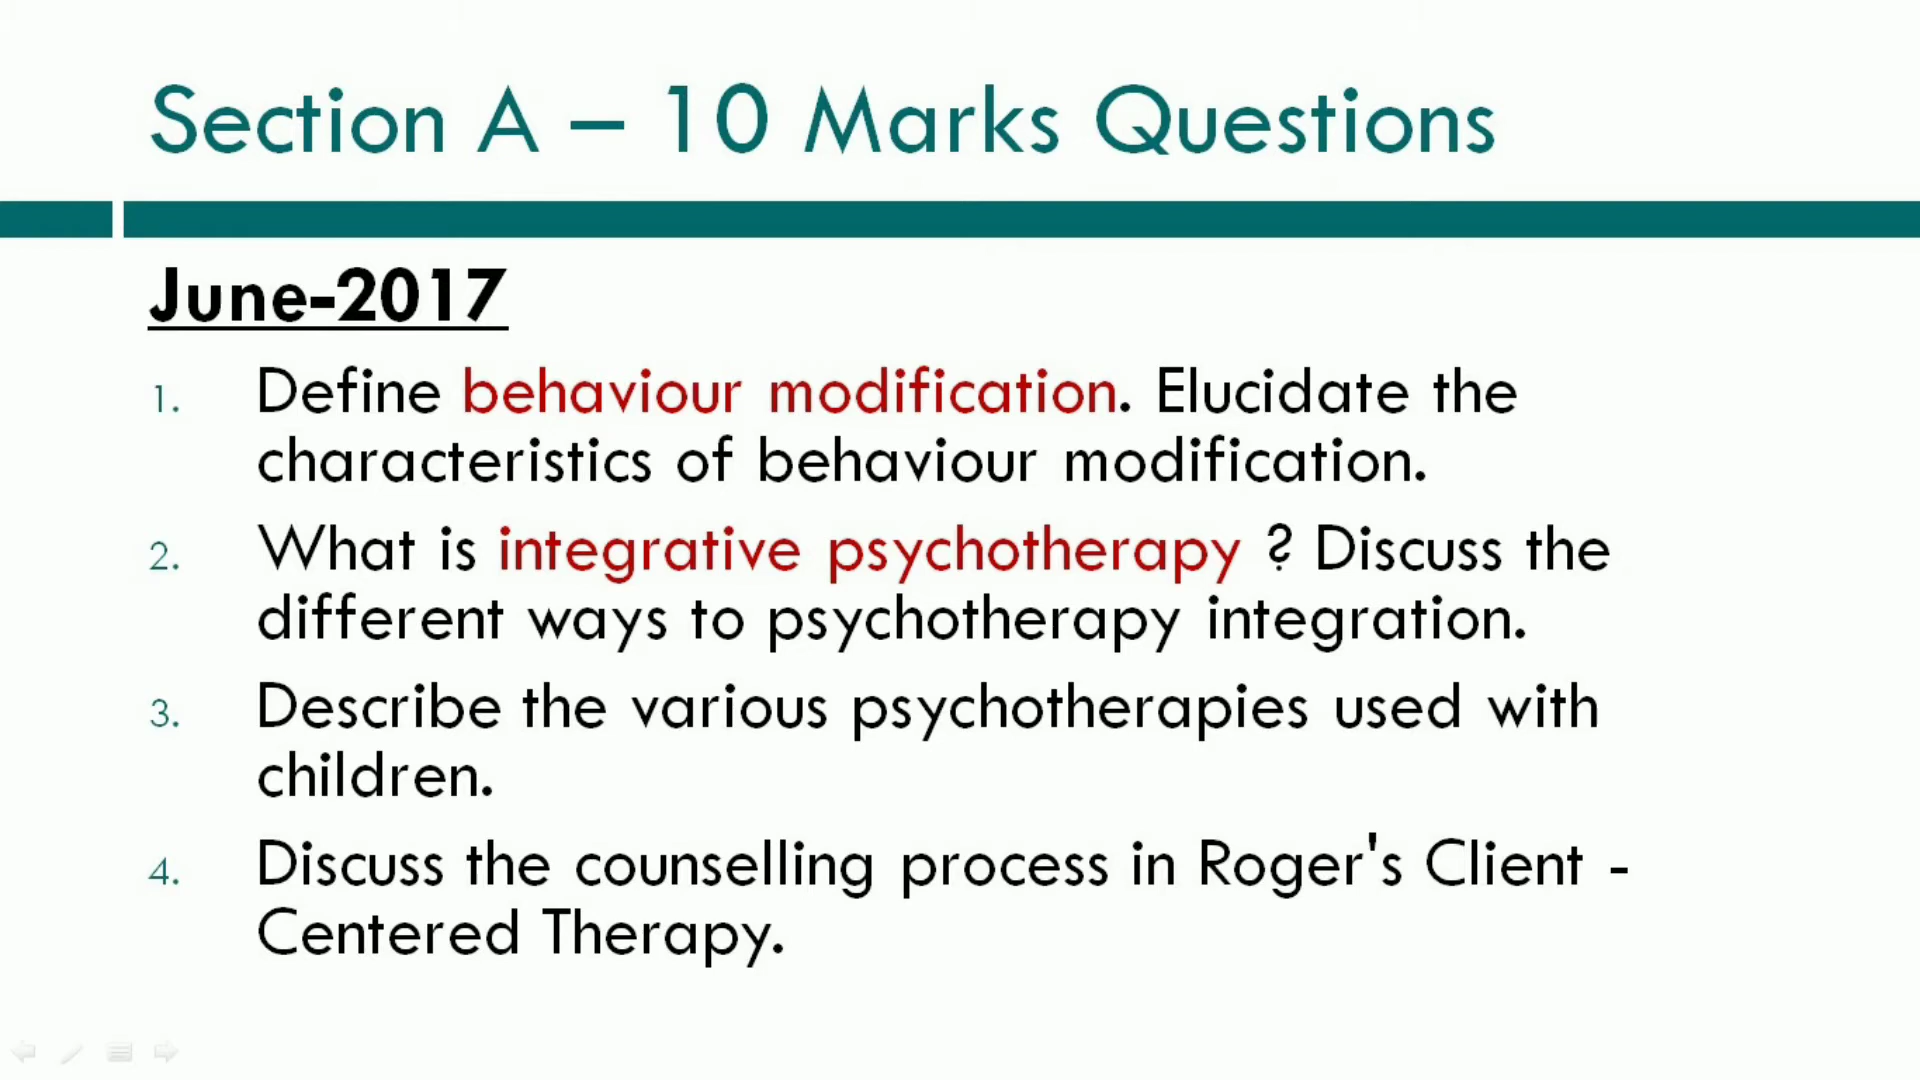 Section A – 10 Marks Questions
June-2017
1. Define behaviour modification. Elucidate the
characteristics of behaviour modification.
2. What is integrative psychotherapy ? Discuss the
different ways to psychotherapy integration.
3. Describe the various psychotherapies used with
children.
4. Discuss the counselling process in Roger's Client -
Centered Therapy.